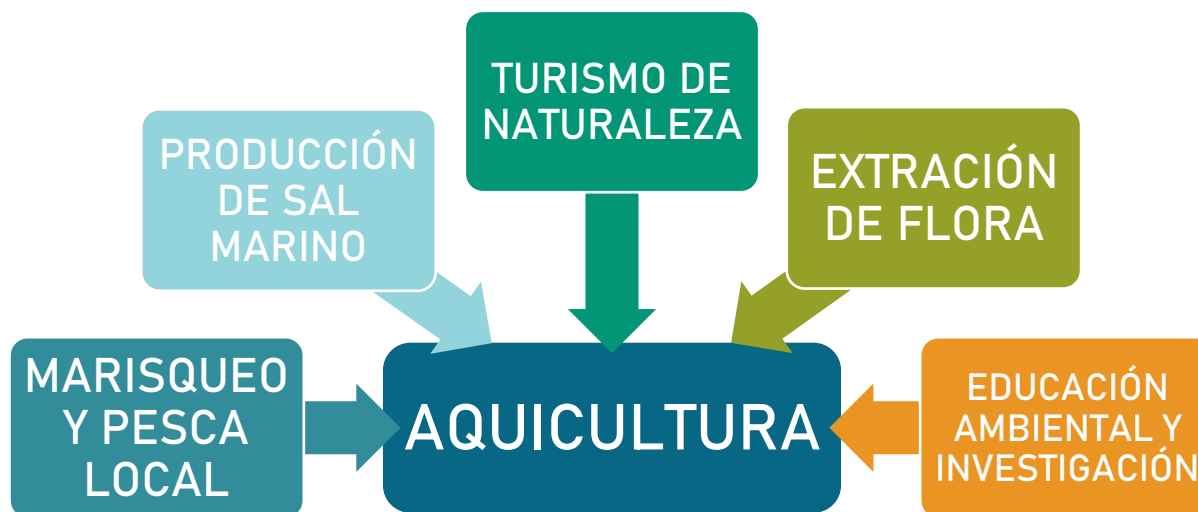 TURISMO DE
NATURALEZA
PRODUCCIÓN
DE SAL
MARINO
EXTRACIÓN
DE FLORA
MARISQUEO
Y PESCA
LOCAL
AQUICULTURA
EDUCACIÓN
AMBIENTAL Y
INVESTIGACIÓN